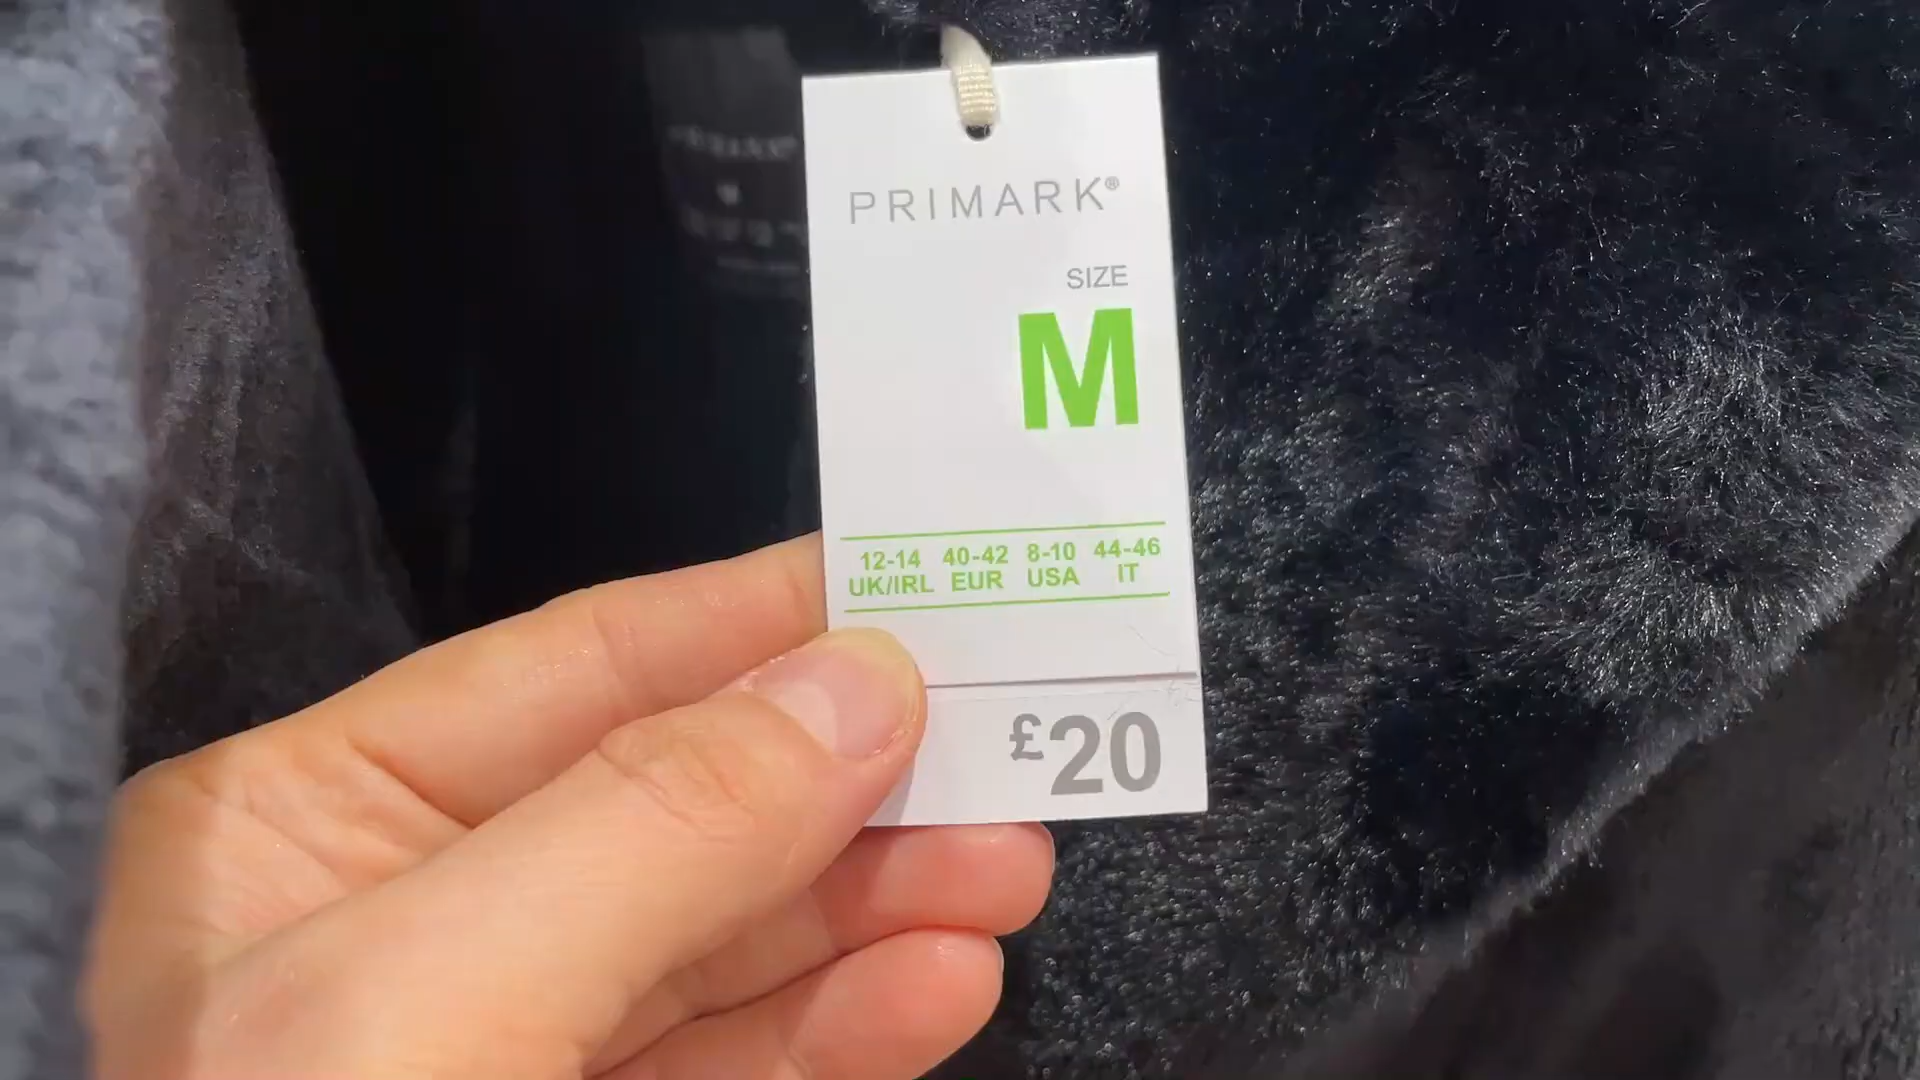 PRIMARK®
SIZE
M
12-14 40-42 8-10 44-46
UK/IRL EUR USA IT
£20